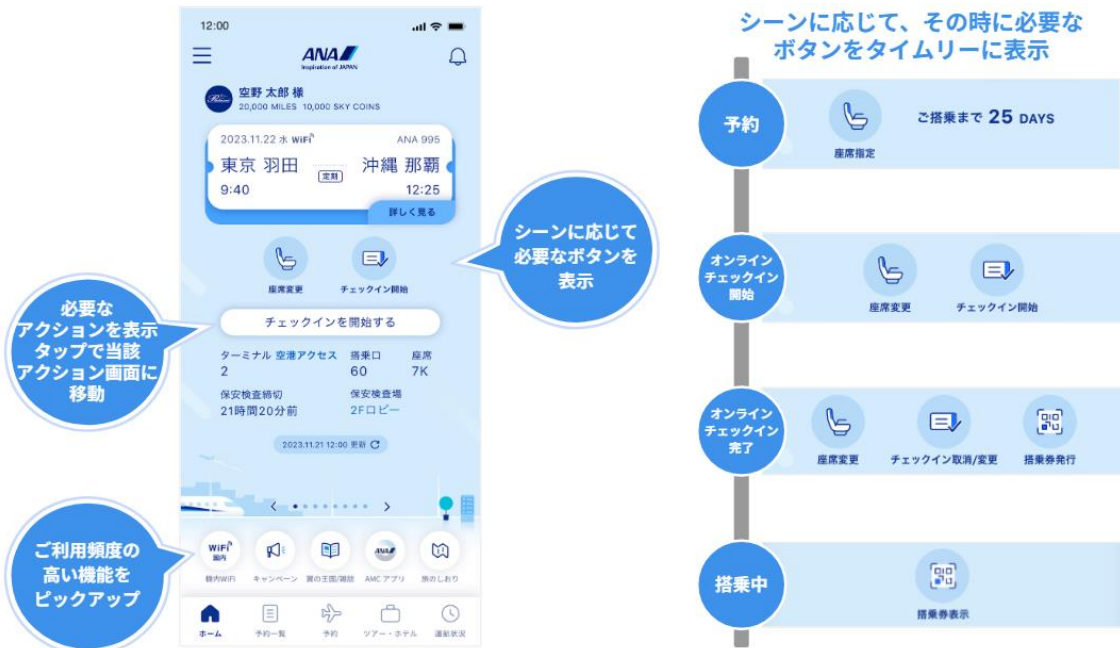 12:00
ANA
Inspiration of JAPAN
空野 太郎 様
20,000 MILES 10,000 SKY COINS
2023.11.22 水 WiFi
ANA 995
東京 羽田
定刻
沖縄 那覇
9:40
12:25
詳しく見る
座席変更
チェックイン開始
チェックインを開始する
ターミナル 空港アクセス
搭乗口
座席
2
60
7K
保安検査締切
保安検査場
21時間20分前
2Fロビー
2023.11.21 12:00 更新
WiFi
国内
ANA
機内WiFi
キャンペーン
翼の王国/雑誌
AMC アプリ
旅のしおり
ホーム
予約一覧
予約
ツアー・ホテル
運航状況
必要な
アクションを表示
タップで当該
アクション画面に
移動
ご利用頻度の
高い機能を
ピックアップ
シーンに応じて
必要なボタンを
表示
シーンに応じて、その時に必要な
ボタンをタイムリーに表示
予約
座席指定
ご搭乗まで 25 DAYS
オンライン
チェックイン
開始
座席変更
チェックイン開始
オンライン
チェックイン
完了
座席変更
チェックイン取消/変更
搭乗券発行
搭乗中
搭乗券表示